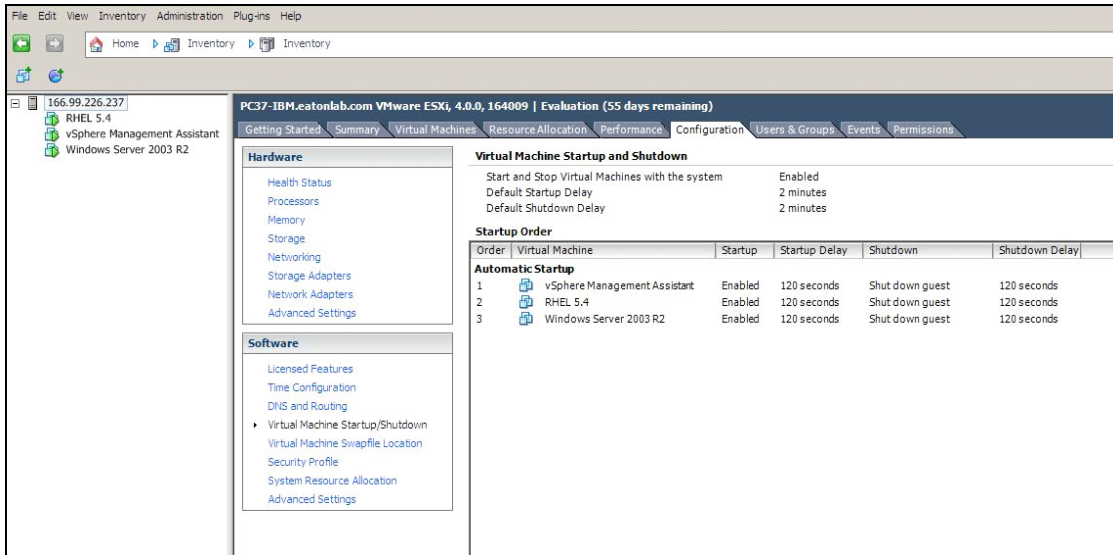 File Edit View Inventory Administration Plug-ins Help
Home Inventory Inventory
166.99.226.237
RHEL 5.4
vSphere Management Assistant
Windows Server 2003 R2
PC37-IBM.eatonlab.com VMware ESXi, 4.0.0, 164009 | Evaluation (55 days remaining)
Getting Started Summary Virtual Machines Resource Allocation Performance Configuration Users & Groups Events Permissions
Hardware
Health Status
Processors
Memory
Storage
Networking
Storage Adapters
Network Adapters
Advanced Settings
Software
Licensed Features
Time Configuration
DNS and Routing
Virtual Machine Startup/Shutdown
Virtual Machine Swapfile Location
Security Profile
System Resource Allocation
Advanced Settings
Virtual Machine Startup and Shutdown
Start and Stop Virtual Machines with the system Enabled
Default Startup Delay 2 minutes
Default Shutdown Delay 2 minutes
Startup Order
Order Virtual Machine Startup Startup Delay Shutdown Shutdown Delay
Automatic Startup
1 vSphere Management Assistant Enabled 120 seconds Shut down guest 120 seconds
2 RHEL 5.4 Enabled 120 seconds Shut down guest 120 seconds
3 Windows Server 2003 R2 Enabled 120 seconds Shut down guest 120 seconds